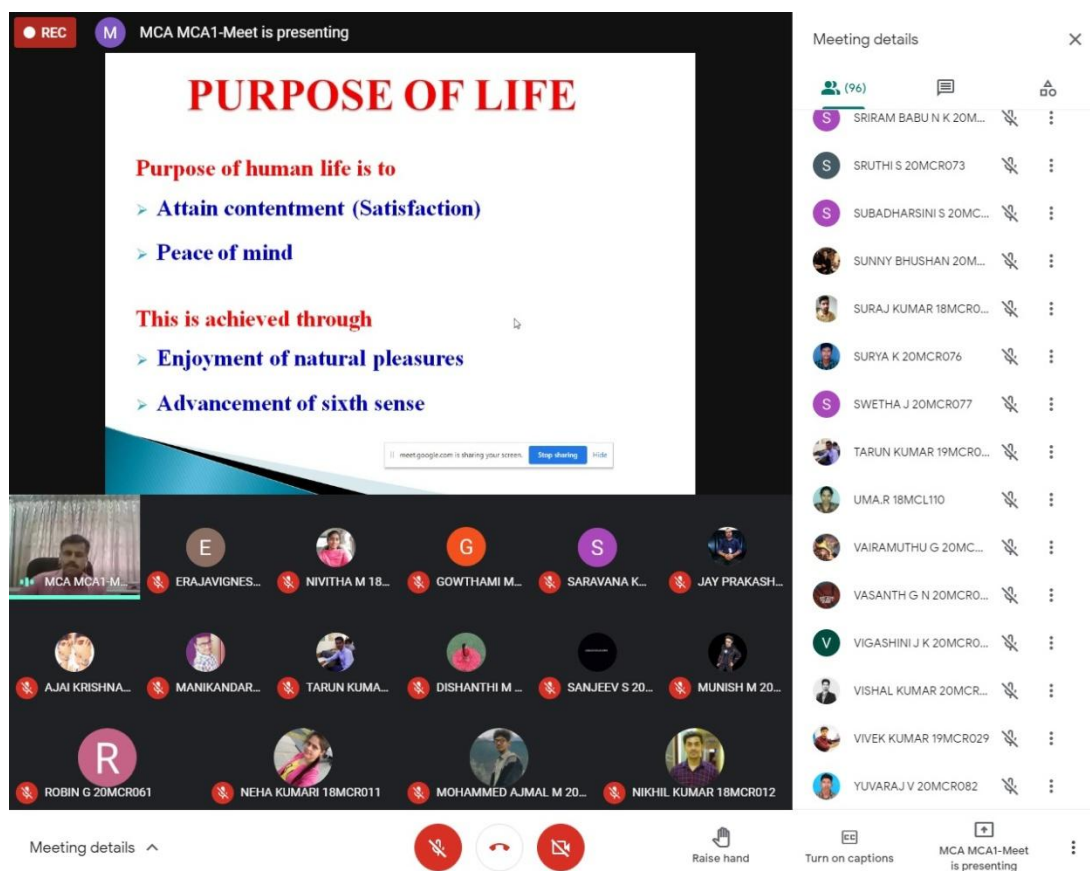 REC
M
MCA MCA1-Meet is presenting
PURPOSE OF LIFE
Purpose of human life is to
➢ Attain contentment (Satisfaction)
➢ Peace of mind
This is achieved through
➢ Enjoyment of natural pleasures
➢ Advancement of sixth sense
meet.google.com is sharing your screen. Stop sharing Hide
MCA MCA1-M...
E
ERAJAVIGNES...
NIVITHA M 18...
G
GOWTHAMI M...
S
SARAVANA K...
JAY PRAKASH...
AJAI KRISHNA...
MANIKANDAR...
TARUN KUMA...
DISHANTHI M ...
SANJEEV S 20...
MUNISH M 20...
R
ROBIN G 20MCR061
NEHA KUMARI 18MCR011
MOHAMMED AJMAL M 20...
NIKHIL KUMAR 18MCR012
Meeting details
(96)
S SRIRAM BABU N K 20M...
S SRUTHI S 20MCR073
S SUBADHARSINI S 20MC...
SUNNY BHUSHAN 20M...
SURAJ KUMAR 18MCR0...
SURYA K 20MCR076
S SWETHA J 20MCR077
TARUN KUMAR 19MCR0...
UMA.R 18MCL110
VAIRAMUTHU G 20MC...
VASANTH G N 20MCR0...
V VIGASHINI J K 20MCR0...
VISHAL KUMAR 20MCR...
VIVEK KUMAR 19MCR029
YUVARAJ V 20MCR082
Meeting details
Raise hand
CC
Turn on captions
MCA MCA1-Meet
is presenting